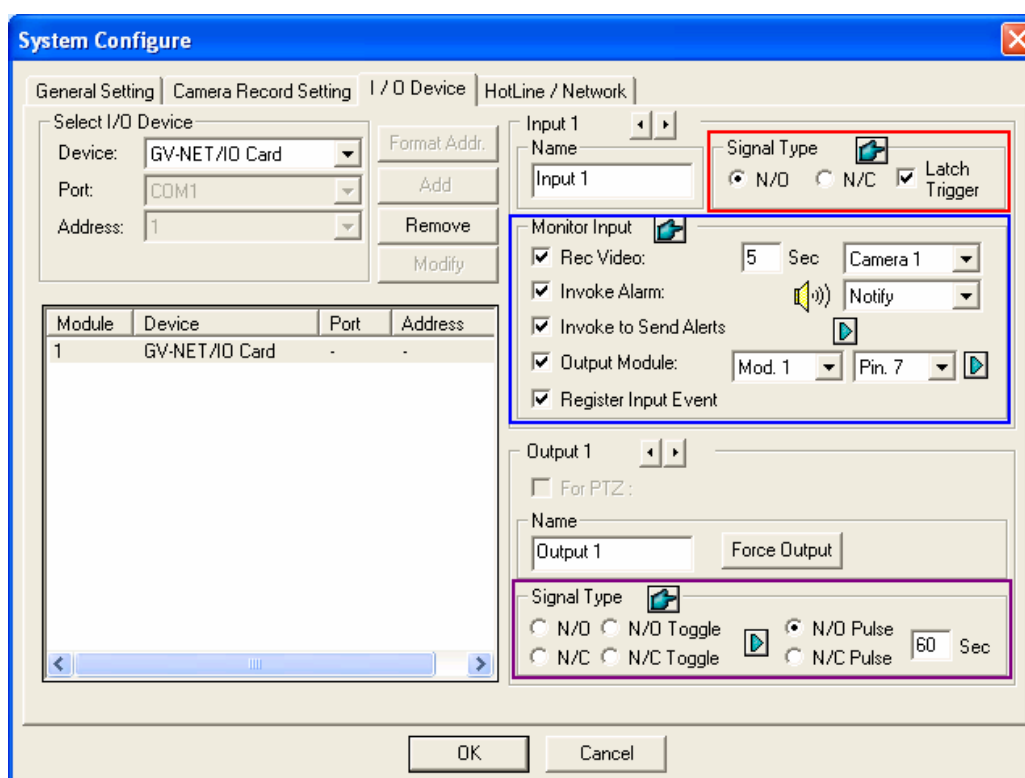 System Configure
General Setting
Camera Record Setting
I / O Device
HotLine / Network
Select I/O Device
Device:
GV-NET/IO Card
Port:
COM1
Address:
1
Format Addr.
Add
Remove
Modify
Module
Device
Port
Address
1
GV-NET/IO Card
-
-
Input 1
Name
Input 1
Signal Type
N/O
N/C
Latch
Trigger
Monitor Input
Rec Video:
5
Sec
Camera 1
Invoke Alarm:
Notify
Invoke to Send Alerts
Output Module:
Mod. 1
Pin. 7
Register Input Event
Output 1
For PTZ :
Name
Output 1
Force Output
Signal Type
N/O
N/O Toggle
N/O Pulse
N/C
N/C Toggle
N/C Pulse
60
Sec
OK
Cancel